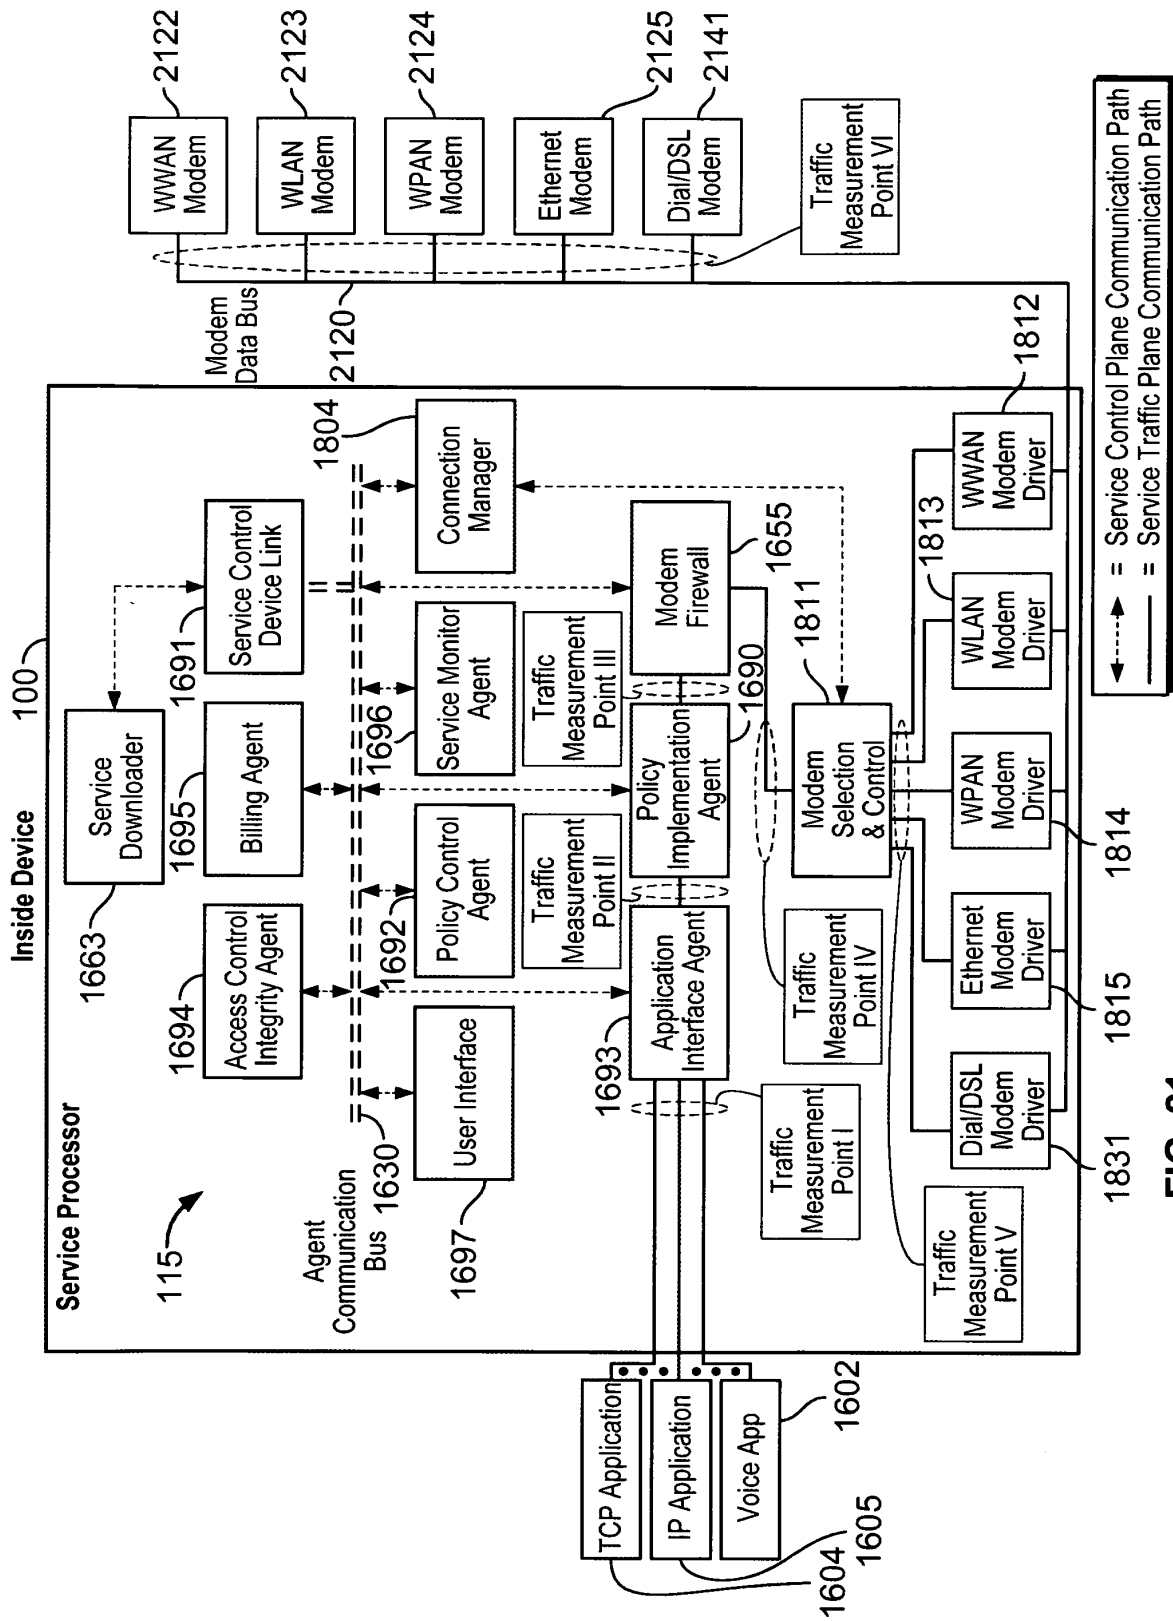 Inside Device
100
Service Processor
115
1663
Service
Downloader
1694
Access Control
Integrity Agent
1695
Billing Agent
1691
Service Control
Device Link
Agent
Communication
Bus
1630
1697
User Interface
1692
Policy Control
Agent
1696
Service Monitor
Agent
1804
Connection
Manager
Modem
Data Bus
2120
WWAN
Modem
2122
WLAN
Modem
2123
WPAN
Modem
2124
Ethernet
Modem
2125
Dial/DSL
Modem
2141
Traffic
Measurement
Point VI
Traffic
Measurement
Point II
Traffic
Measurement
Point III
TCP Application
IP Application
Voice App
1604
1605
1602
1693
Application
Interface Agent
Policy
Implementation
Agent
1690
Modem
Firewall
1655
Traffic
Measurement
Point I
Traffic
Measurement
Point IV
Modem
Selection
& Control
1811
Traffic
Measurement
Point V
Dial/DSL
Modem
Driver
1831
Ethernet
Modem
Driver
1815
WPAN
Modem
Driver
1814
WLAN
Modem
Driver
1813
WWAN
Modem
Driver
1812
= Service Control Plane Communication Path
= Service Traffic Plane Communication Path